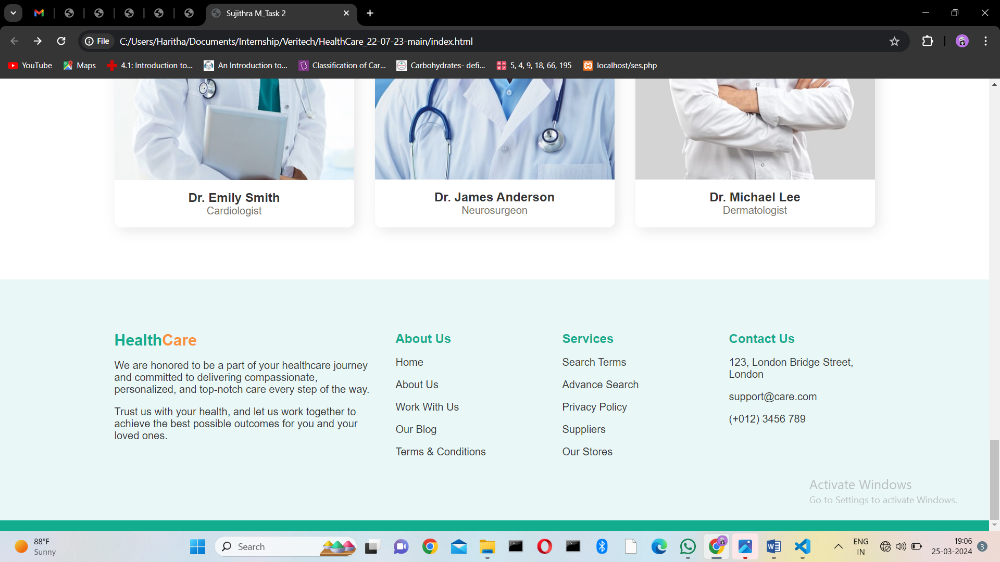 Sujithra M_Task 2
File
C:/Users/Haritha/Documents/Internship/Veritech/HealthCare_22-07-23-main/index.html
YouTube
Maps
4.1: Introduction to...
An Introduction to...
Classification of Car...
Carbohydrates- defi...
5, 4, 9, 18, 66, 195
localhost/ses.php
Dr. Emily Smith
Cardiologist
Dr. James Anderson
Neurosurgeon
Dr. Michael Lee
Dermatologist
HealthCare
We are honored to be a part of your healthcare journey
and committed to delivering compassionate,
personalized, and top-notch care every step of the way.
Trust us with your health, and let us work together to
achieve the best possible outcomes for you and your
loved ones.
About Us
Home
About Us
Work With Us
Our Blog
Terms & Conditions
Services
Search Terms
Advance Search
Privacy Policy
Suppliers
Our Stores
Contact Us
123, London Bridge Street,
London
support@care.com
(+012) 3456 789
Activate Windows
Go to Settings to activate Windows.
88°F
Sunny
Search
ENG
IN
19:06
25-03-2024
3